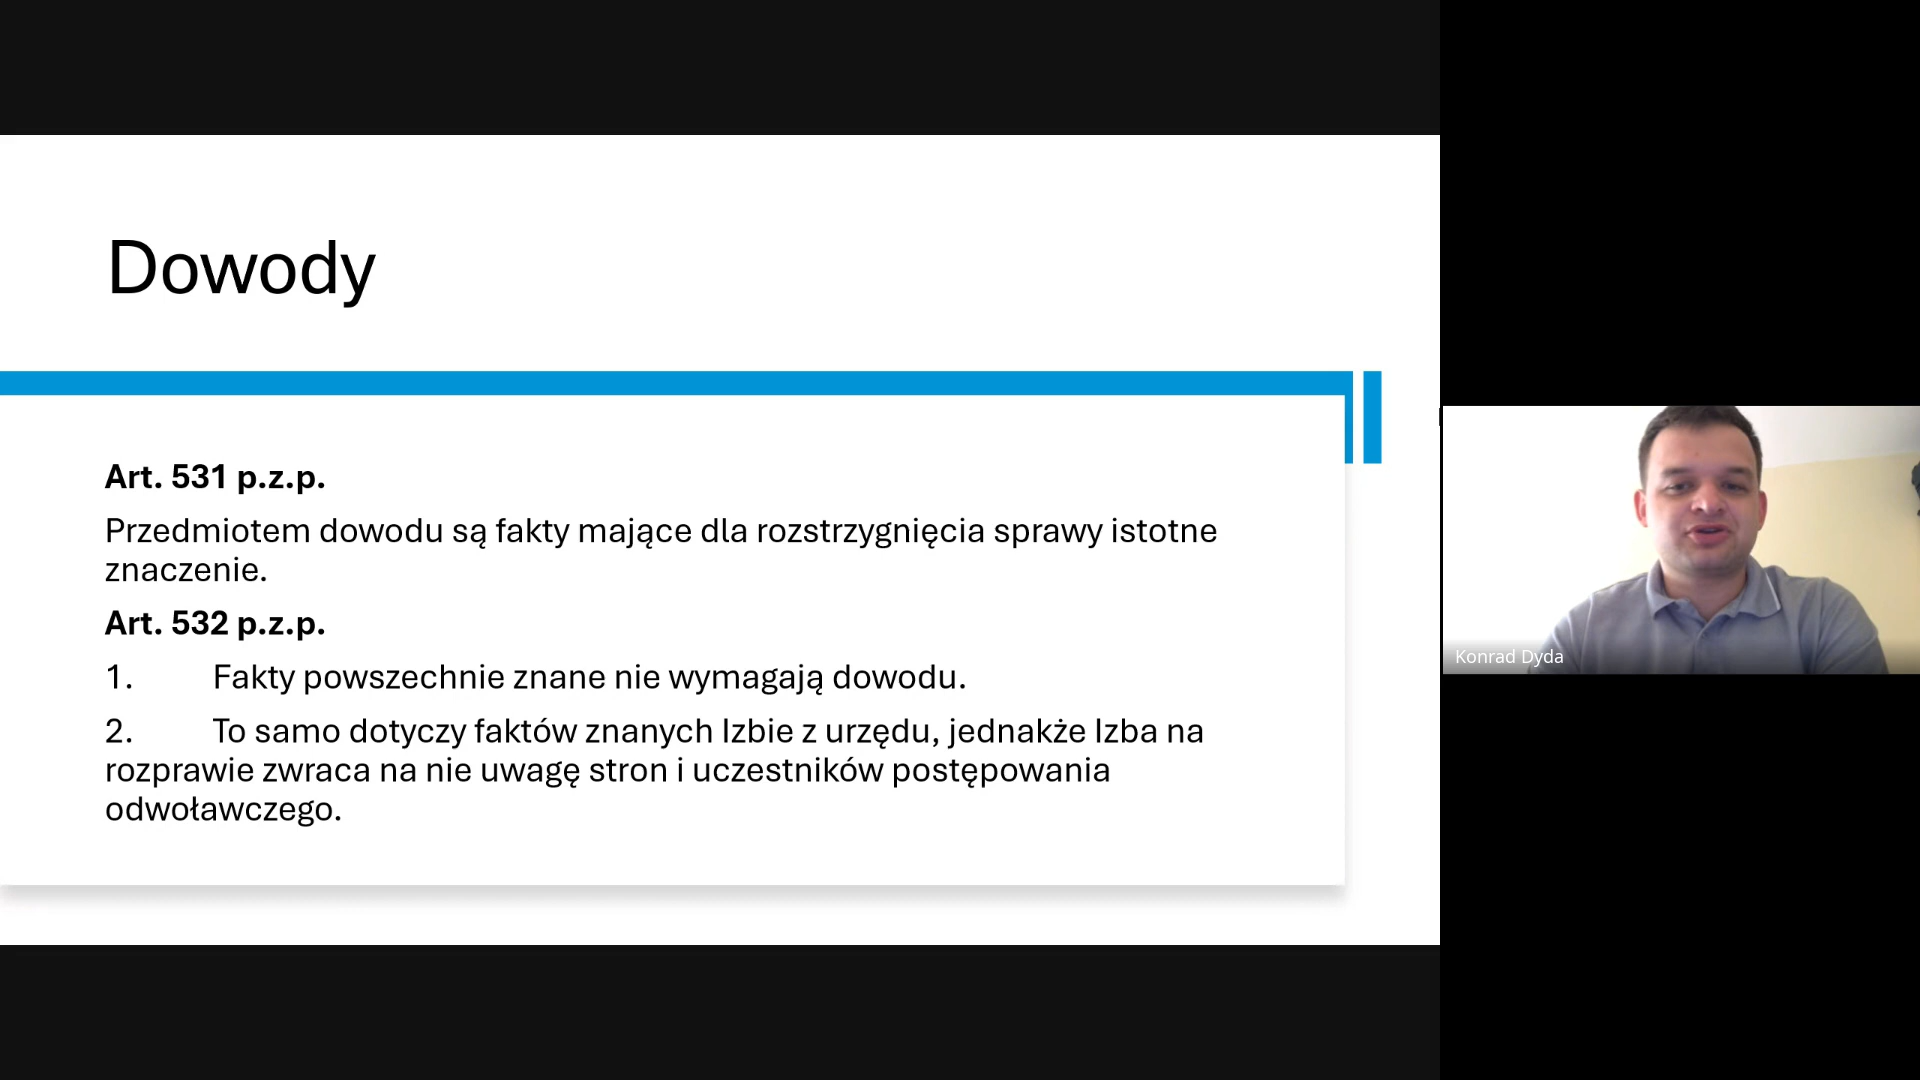 Dowody
Art. 531 p.z.p.
Przedmiotem dowodu są fakty mające dla rozstrzygnięcia sprawy istotne
znaczenie.
Art. 532 p.z.p.
1. Fakty powszechnie znane nie wymagają dowodu.
2. To samo dotyczy faktów znanych Izbie z urzędu, jednakże Izba na
rozprawie zwraca na nie uwagę stron i uczestników postępowania
odwoławczego.
Konrad Dyda